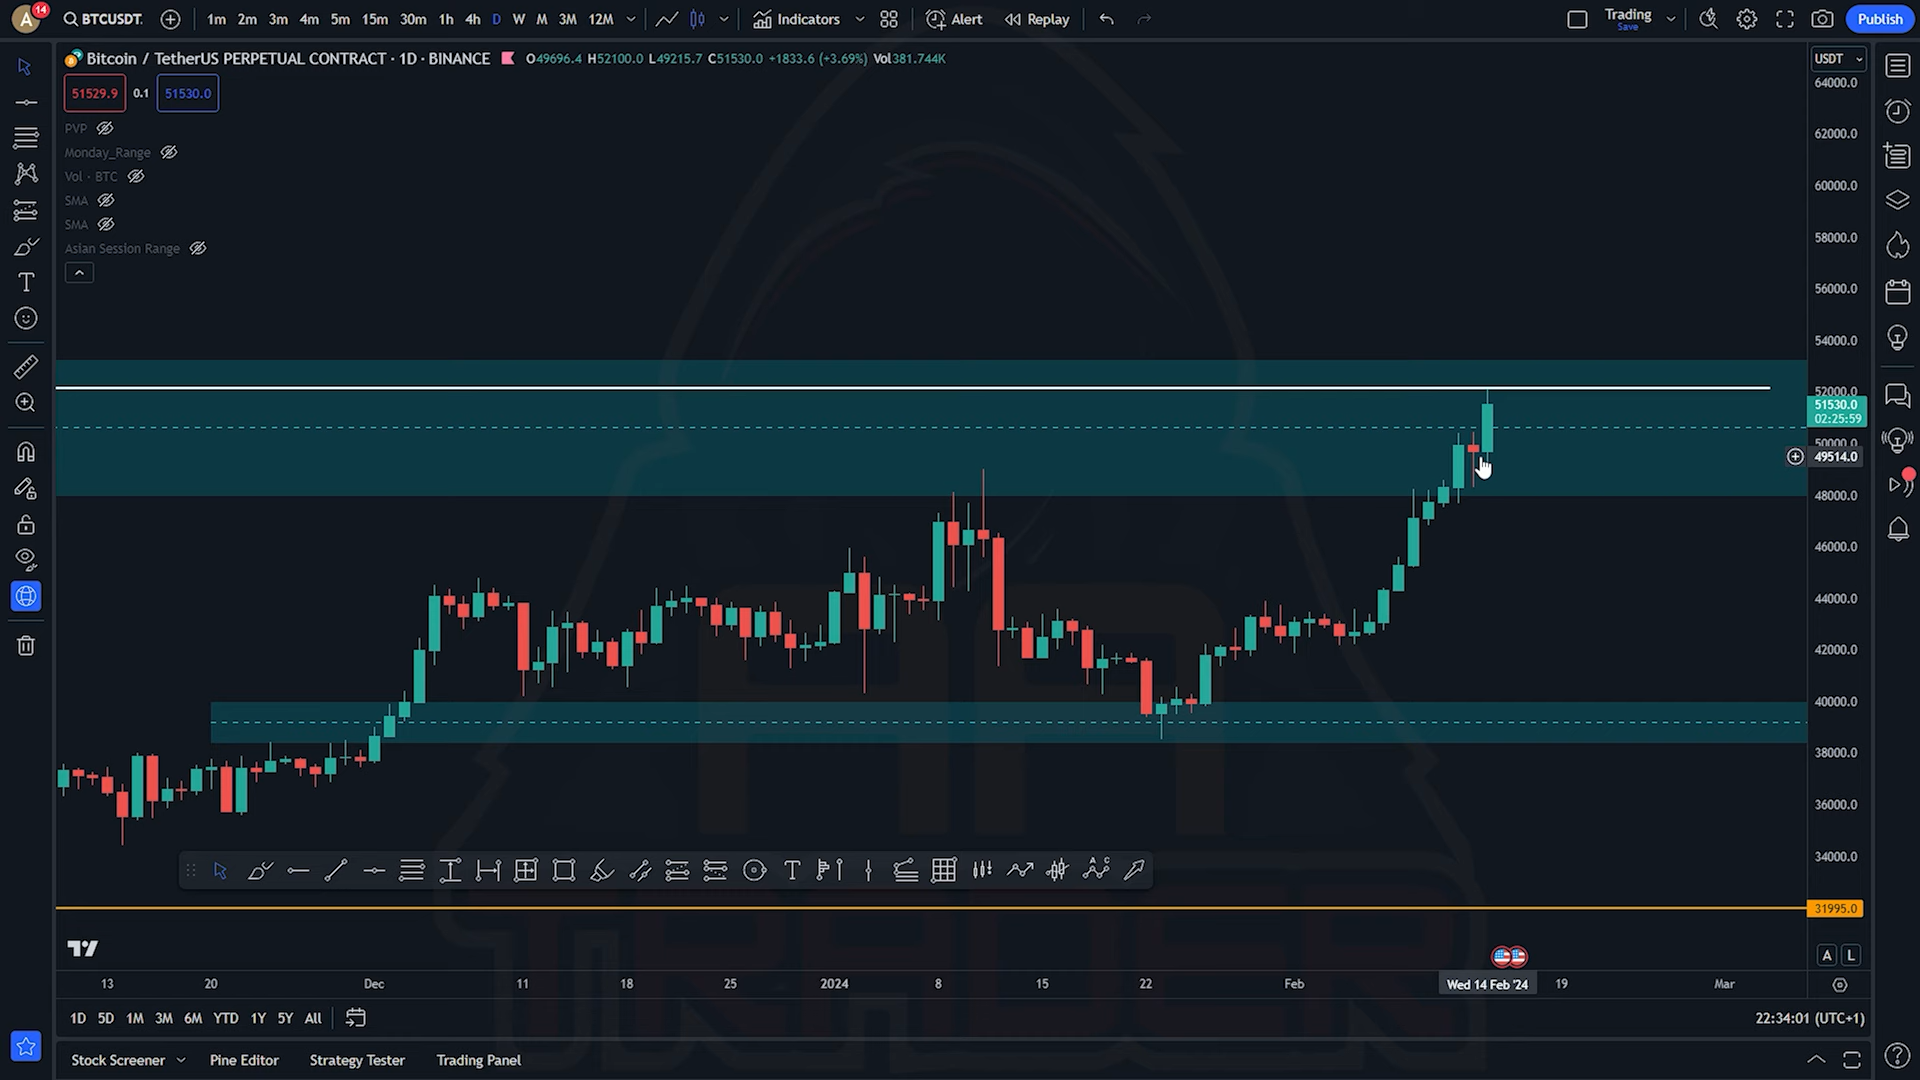 A 14 BTCUSDT. 1m 2m 3m 4m 5m 15m 30m 1h 4h D W M 3M 12M Indicators Alert Replay Trading Save Publish
Bitcoin / TetherUS PERPETUAL CONTRACT · 1D · BINANCE O49696.4 H52100.0 L49215.7 C51530.0 +1833.6 (+3.69%) Vol381.744K USDT
51529.9 0.1 51530.0
PVP
Monday_Range
Vol · BTC
SMA
SMA
Asian Session Range
64000.0
62000.0
60000.0
58000.0
56000.0
54000.0
52000.0
51530.0
02:25:59
50000.0
49514.0
48000.0
46000.0
44000.0
42000.0
40000.0
38000.0
36000.0
34000.0
31995.0
HA
TRADER
A L
13 20 Dec 11 18 25 2024 8 15 22 Feb Wed 14 Feb '24 19 Mar
1D 5D 1M 3M 6M YTD 1Y 5Y All 22:34:01 (UTC+1)
Stock Screener Pine Editor Strategy Tester Trading Panel